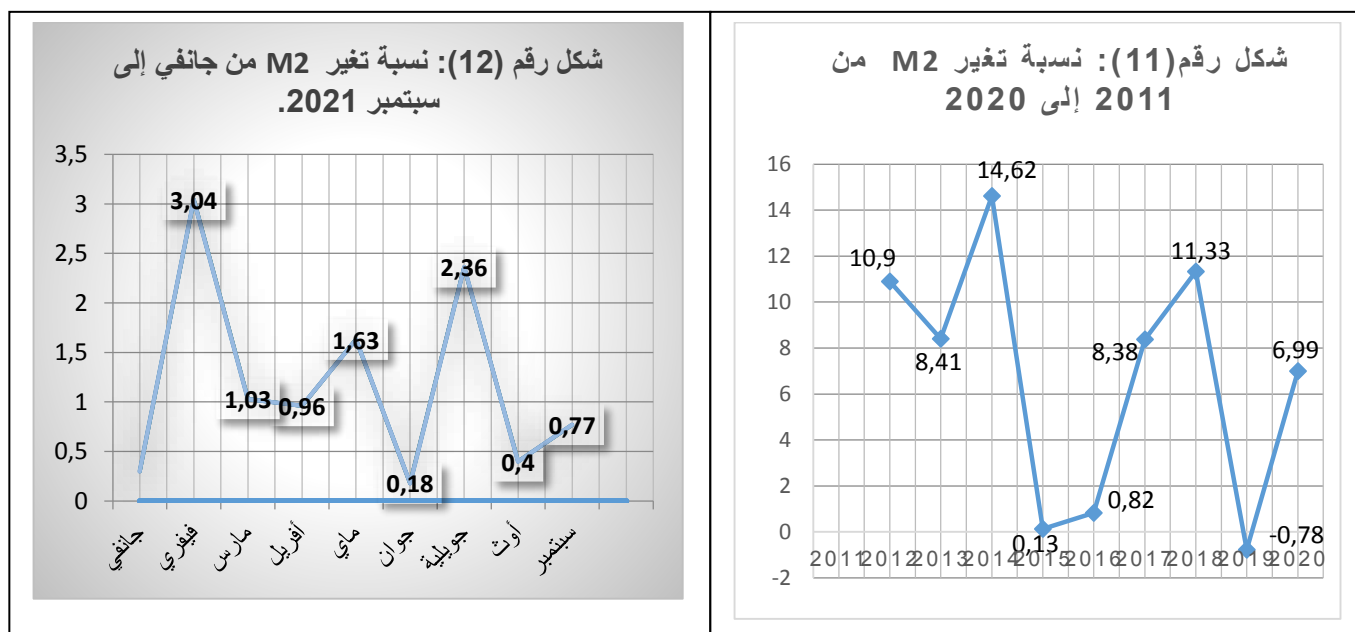 شكل رقم(11): نسبة تغير M2 من
2011 إلى 2020
16
14
12
10
8
6
4
2
0
-2
10,9
8,41
14,62
0,13
0,82
8,38
11,33
-0,78
6,99
2011 2012 2013 2014 2015 2016 2017 2018 2019 2020
شكل رقم (12): نسبة تغير M2 من جانفي إلى
سبتمبر 2021.
3,5
3
2,5
2
1,5
1
0,5
0
3,04
1,03
0,96
1,63
0,18
2,36
0,4
0,77
جانفي
فيفري
مارس
أفريل
ماي
جوان
جويلية
أوث
سبتمبر